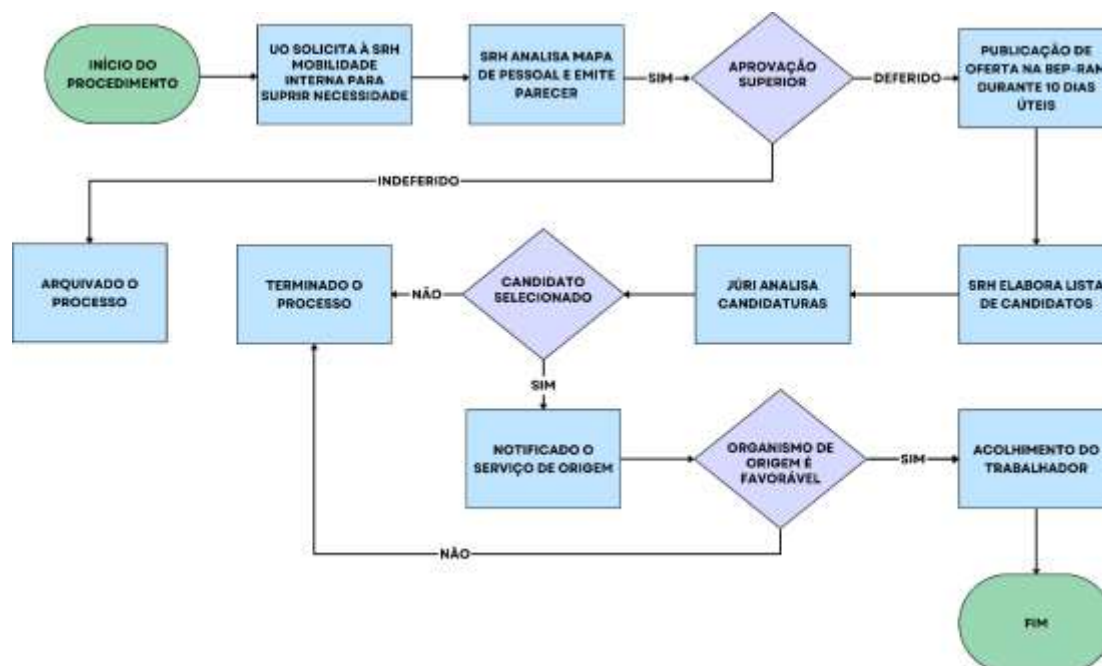 INÍCIO DO
PROCEDIMENTO
UO SOLICITA À SRH
MOBILIDADE
INTERNA PARA
SUPRIR NECESSIDADE
SRH ANALISA MAPA
DE PESSOAL E EMITE
PARECER
SIM
APROVAÇÃO
SUPERIOR
DEFERIDO
PUBLICAÇÃO DE
OFERTA NA BEP-RAM
DURANTE 10 DIAS
ÚTEIS
INDEFERIDO
ARQUIVADO O
PROCESSO
TERMINADO O
PROCESSO
NÃO
CANDIDATO
SELECIONADO
JÚRI ANALISA
CANDIDATURAS
SRH ELABORA LISTA
DE CANDIDATOS
SIM
NOTIFICADO O
SERVIÇO DE ORIGEM
ORGANISMO DE
ORIGEM É
FAVORÁVEL
SIM
ACOLHIMENTO DO
TRABALHADOR
NÃO
FIM